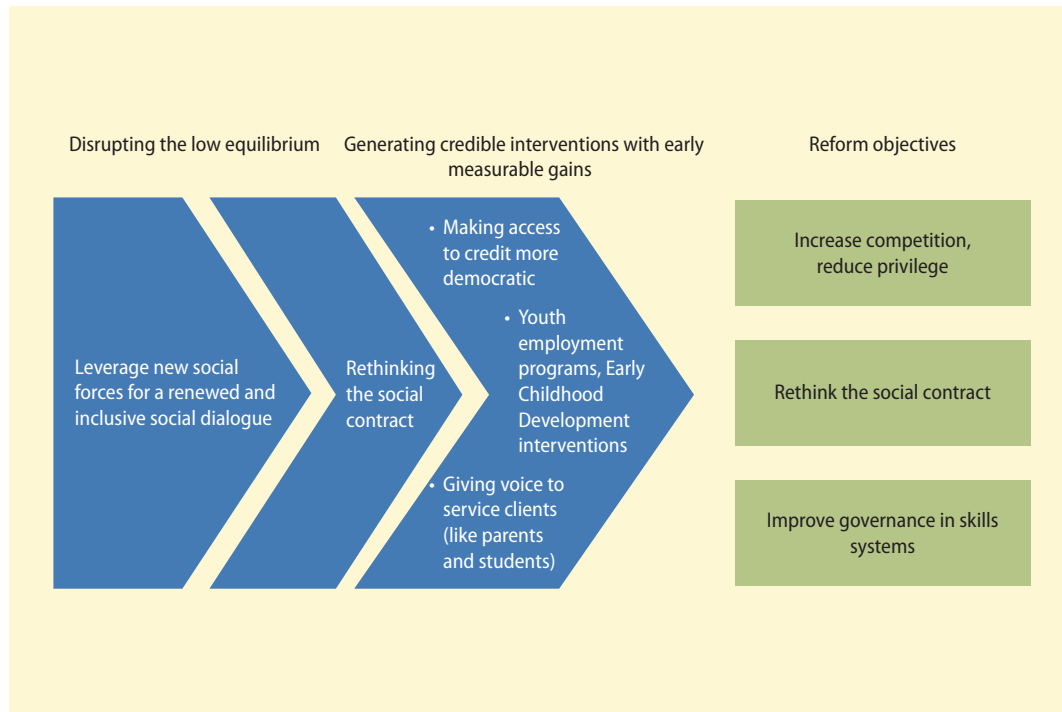 Disrupting the low equilibrium
Generating credible interventions with early
measurable gains
Reform objectives
Leverage new social
forces for a renewed and
inclusive social dialogue
Rethinking
the social
contract
• Making access
to credit more
democratic
• Youth
employment
programs, Early
Childhood
Development
interventions
• Giving voice to
service clients
(like parents
and students)
Increase competition,
reduce privilege
Rethink the social contract
Improve governance in skills
systems